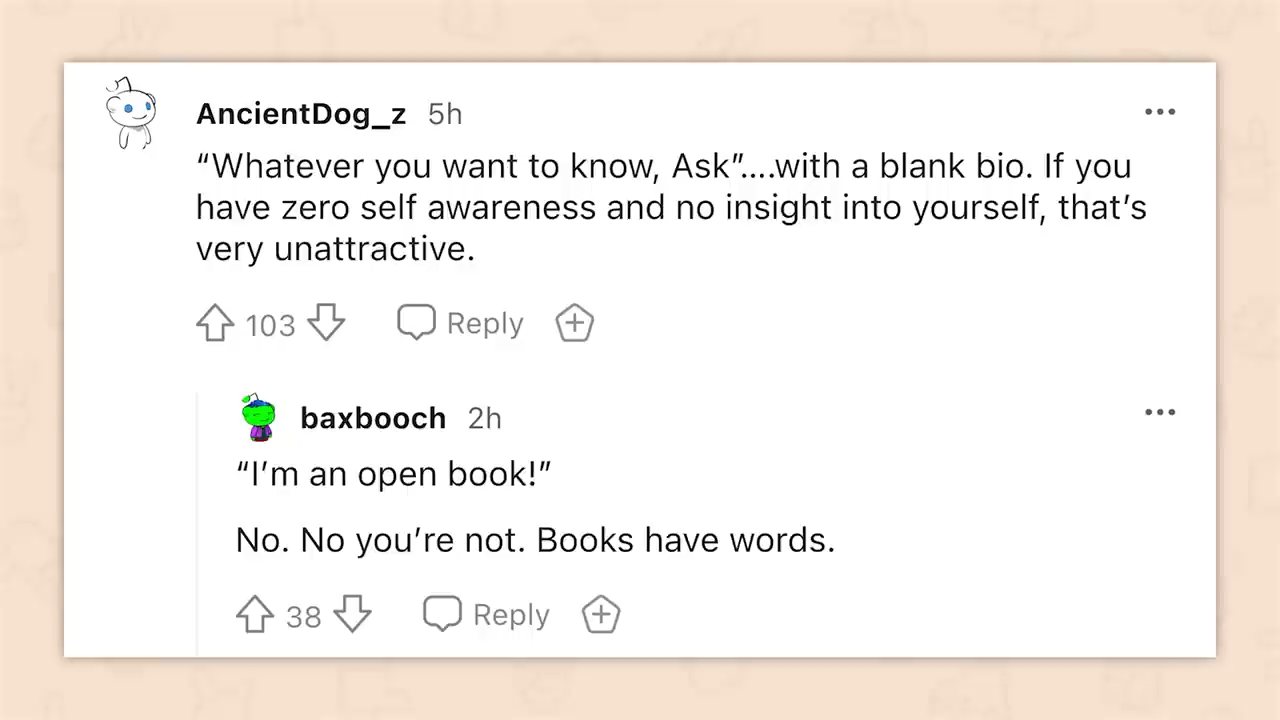 AncientDog_z 5h
“Whatever you want to know, Ask”....with a blank bio. If you
have zero self awareness and no insight into yourself, that’s
very unattractive.
103 Reply
baxbooch 2h
“I’m an open book!”
No. No you’re not. Books have words.
38 Reply